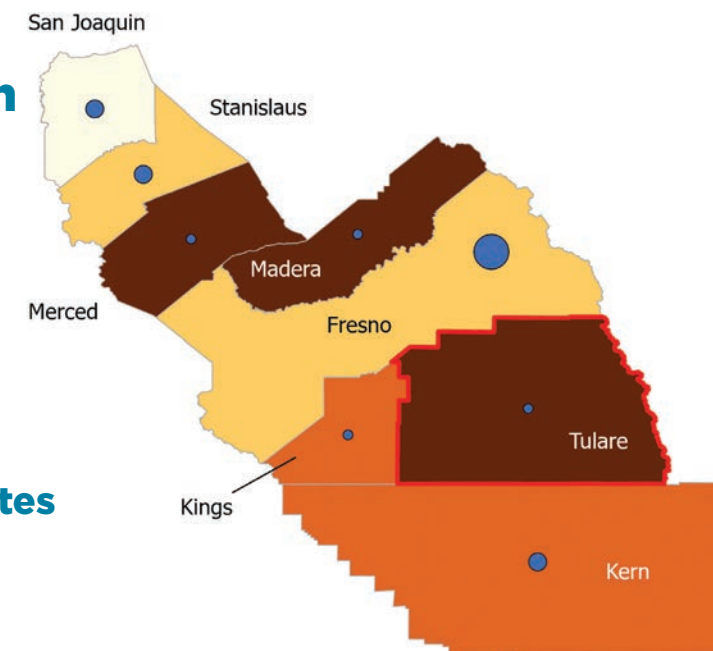 San Joaquin
n
Stanislaus
Madera
Merced
Fresno
Tulare
tes
Kings
Kern